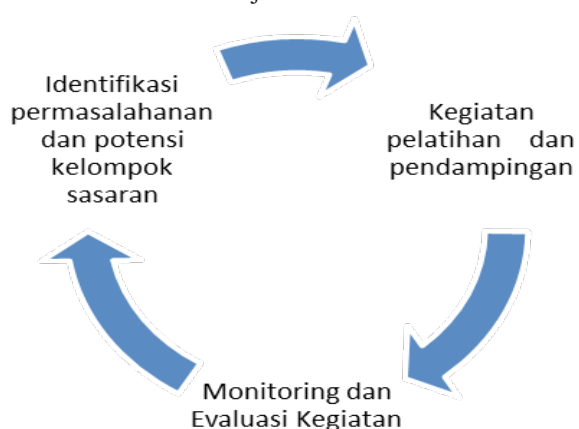 Identifikasi
permasalahanan
dan potensi
kelompok
sasaran
Kegiatan
pelatihan dan
pendampingan
Monitoring dan
Evaluasi Kegiatan